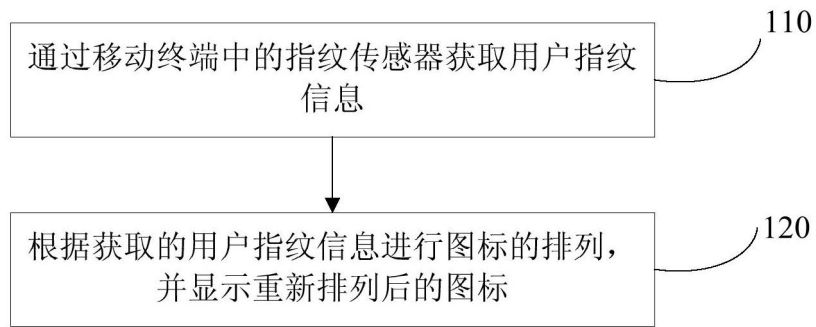 通过移动终端中的指纹传感器获取用户指纹
信息
110
根据获取的用户指纹信息进行图标的排列，
并显示重新排列后的图标
120